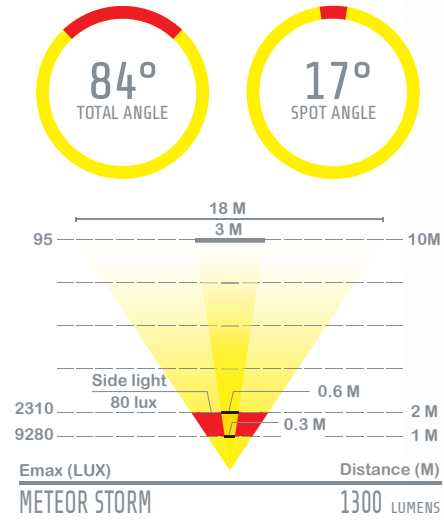 84° 17°
TOTAL ANGLE SPOT ANGLE
18 M
95 3 M 10M
Side light 0.6 M
80 lux
2310 2 M
0.3 M
9280 1 M
Emax (LUX) Distance (M)
METEOR STORM 1300 LUMENS